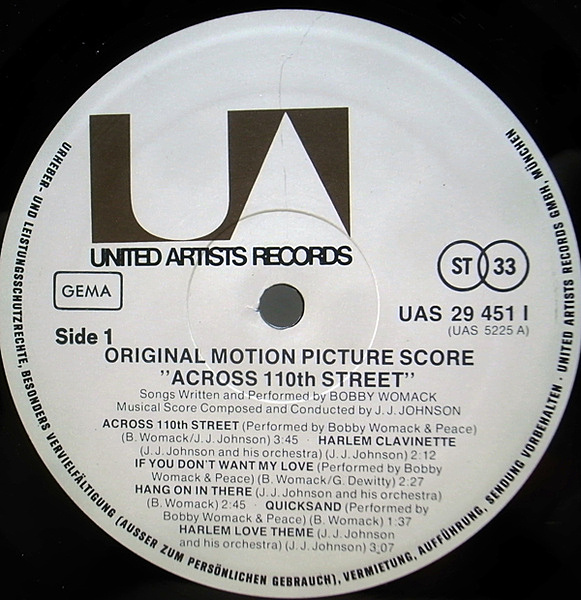 UA
UNITED ARTISTS RECORDS
GEMA
ST 33
UAS 29 451 I
(UAS 5225 A)
Side 1
ORIGINAL MOTION PICTURE SCORE
"ACROSS 110th STREET"
Songs Written and Performed by BOBBY WOMACK
Musical Score Composed and Conducted by J. J. JOHNSON
ACROSS 110th STREET (Performed by Bobby Womack & Peace)
(B. Womack/J. J. Johnson) 3:45 · HARLEM CLAVINETTE
(J. J. Johnson and his orchestra) (J. J. Johnson) 2:12
IF YOU DON'T WANT MY LOVE (Performed by Bobby
Womack & Peace) (B. Womack/G. Dewitty) 2:27
HANG ON IN THERE (J. J. Johnson and his orchestra)
(B. Womack) 2:45 · QUICKSAND (Performed by
Bobby Womack & Peace) (B. Womack) 1:37
HARLEM LOVE THEME (J. J. Johnson
and his orchestra) (J. J. Johnson) 3,07
URHEBER- UND LEISTUNGSSCHUTZRECHTE, BESONDERS VERVIELFÄLTIGUNG (AUSSER ZUM PERSÖNLICHEN GEBRAUCH), VERMIETUNG, AUFFÜHRUNG, SENDUNG VORBEHALTEN · UNITED ARTISTS RECORDS GMBH, MÜNCHEN